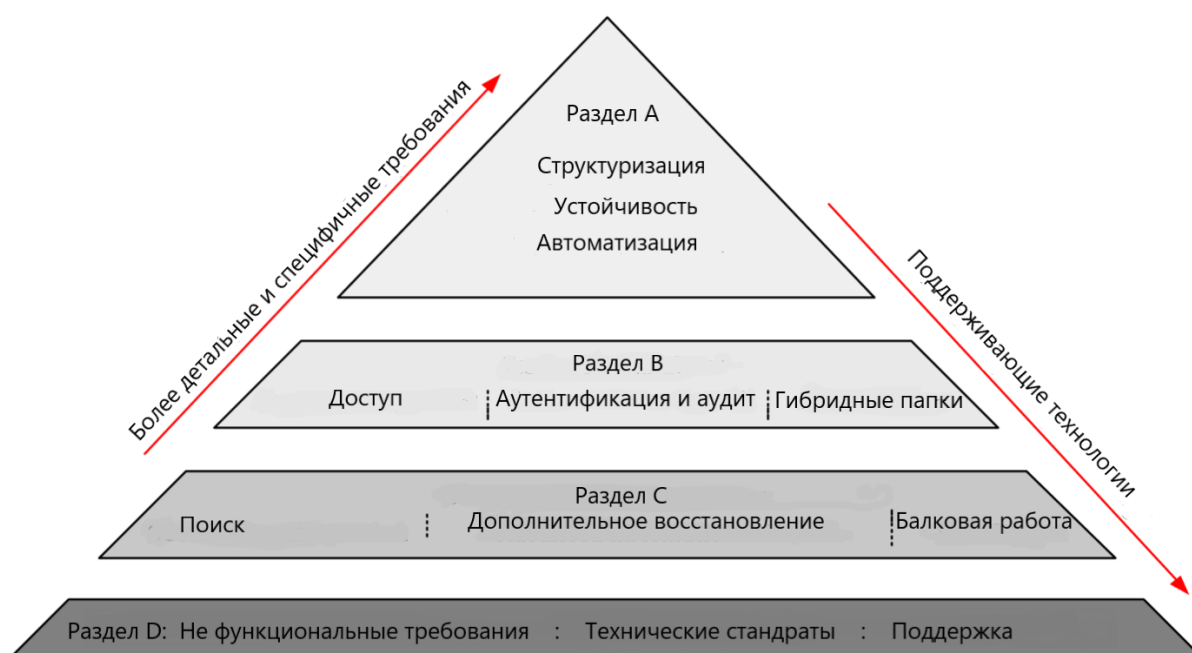 Раздел A
Структуризация
Устойчивость
Автоматизация
Более детальные и специфичные требования
Поддерживающие технологии
Раздел B
Доступ Аутентификация и аудит Гибридные папки
Раздел C
Поиск Дополнительное восстановление Балковая работа
Раздел D: Не функциональные требования : Технические стандраты : Поддержка